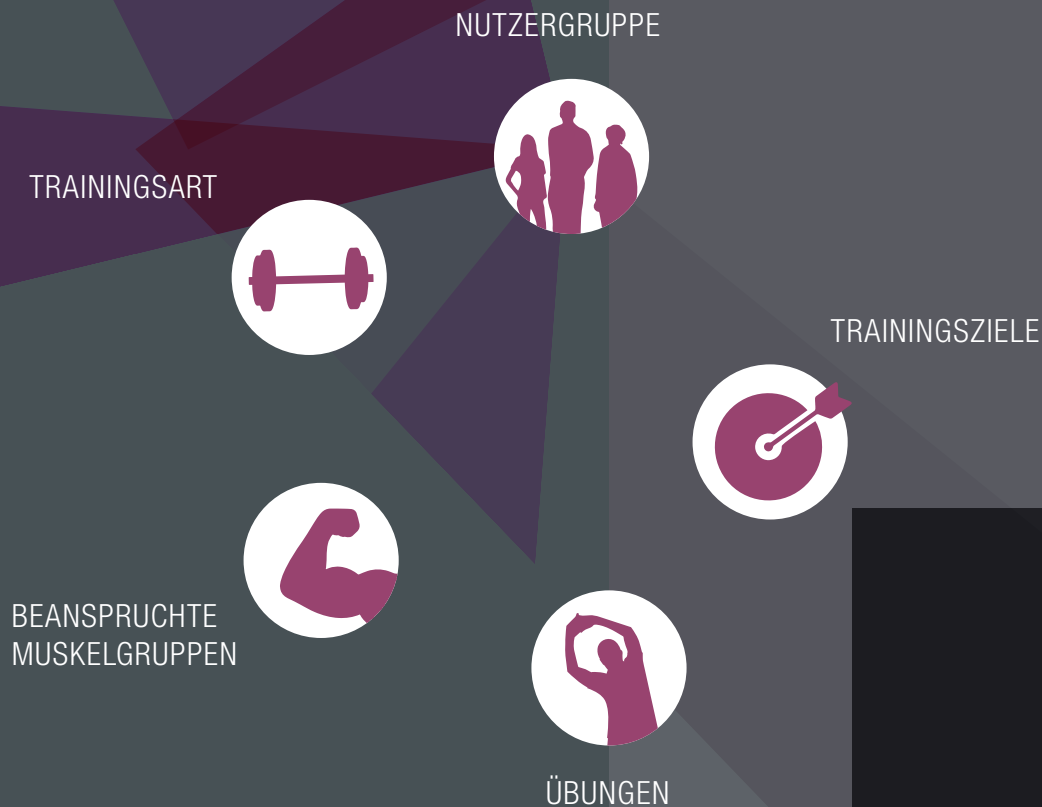 NUTZERGRUPPE
TRAININGSART
TRAININGSZIELE
BEANSPRUCHTE
MUSKELGRUPPEN
ÜBUNGEN